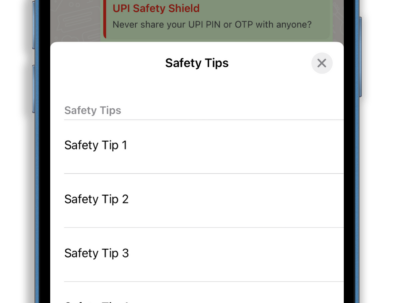 UPI Safety Shield
Never share your UPI PIN or OTP with anyone?
Safety Tips
Safety Tips
Safety Tip 1
Safety Tip 2
Safety Tip 3